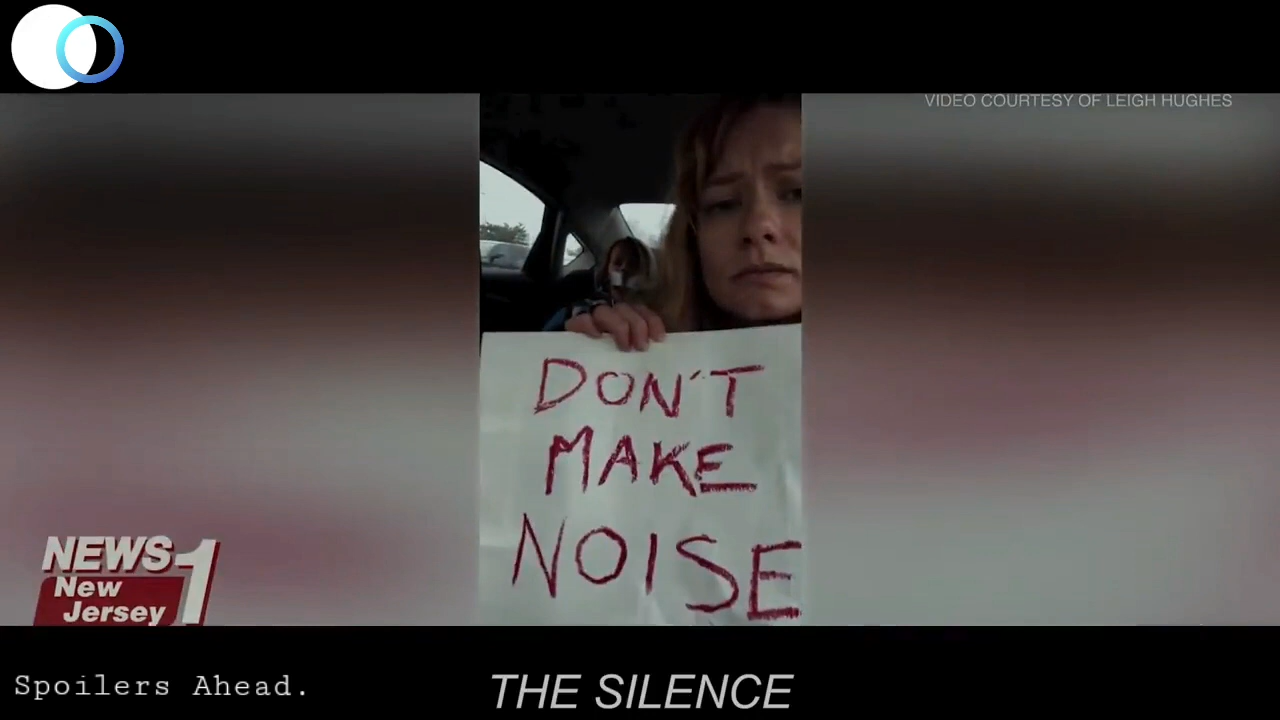 VIDEO COURTESY OF LEIGH HUGHES
DON'T
MAKE
NOISE
NEWS 1
New
Jersey
Spoilers Ahead.
THE SILENCE